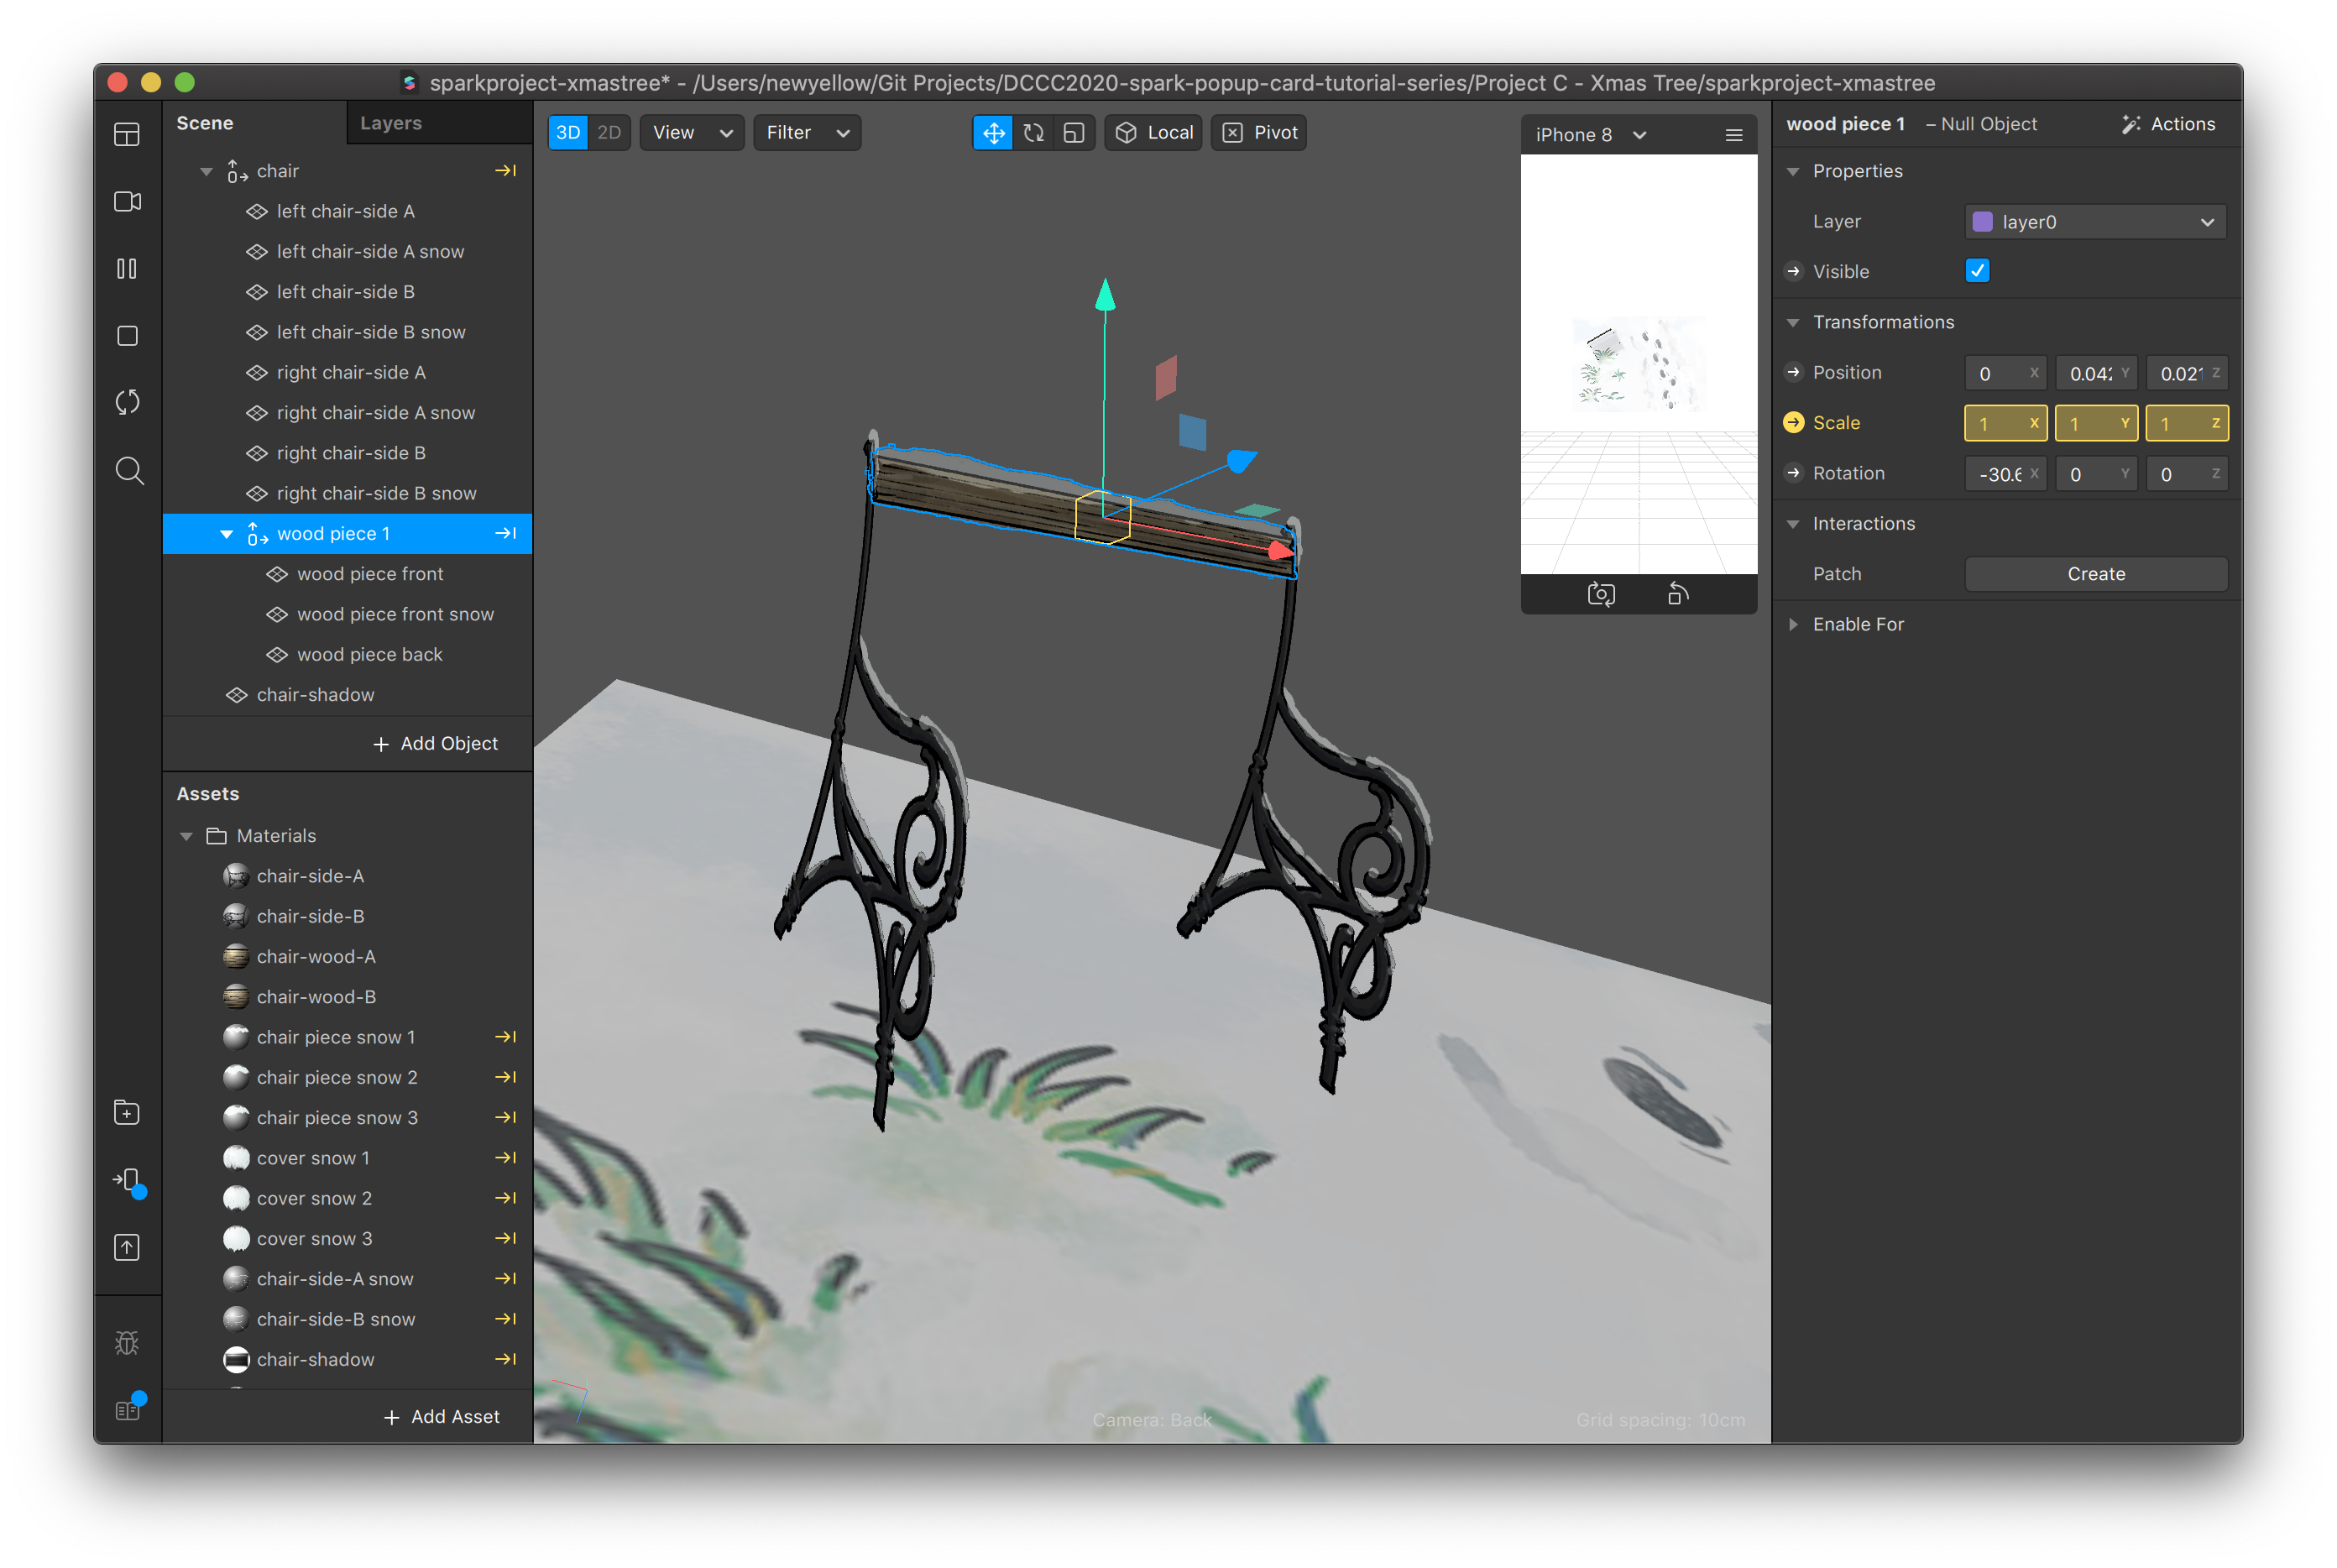 sparkproject-xmastree* - /Users/newyellow/Git Projects/DCCC2020-spark-popup-card-tutorial-series/Project C - Xmas Tree/sparkproject-xmastree
Scene
Layers
chair
left chair-side A
left chair-side A snow
left chair-side B
left chair-side B snow
right chair-side A
right chair-side A snow
right chair-side B
right chair-side B snow
wood piece 1
wood piece front
wood piece front snow
wood piece back
chair-shadow
+ Add Object
Assets
Materials
chair-side-A
chair-side-B
chair-wood-A
chair-wood-B
chair piece snow 1
chair piece snow 2
chair piece snow 3
cover snow 1
cover snow 2
cover snow 3
chair-side-A snow
chair-side-B snow
chair-shadow
+ Add Asset
3D 2D View Filter Local Pivot
iPhone 8
Camera: Back
Grid spacing: 10cm
wood piece 1 – Null Object Actions
Properties
Layer layer0
Visible
Transformations
Position 0 X 0.042 Y 0.021 Z
Scale 1 X 1 Y 1 Z
Rotation -30.6 X 0 Y 0 Z
Interactions
Patch Create
Enable For